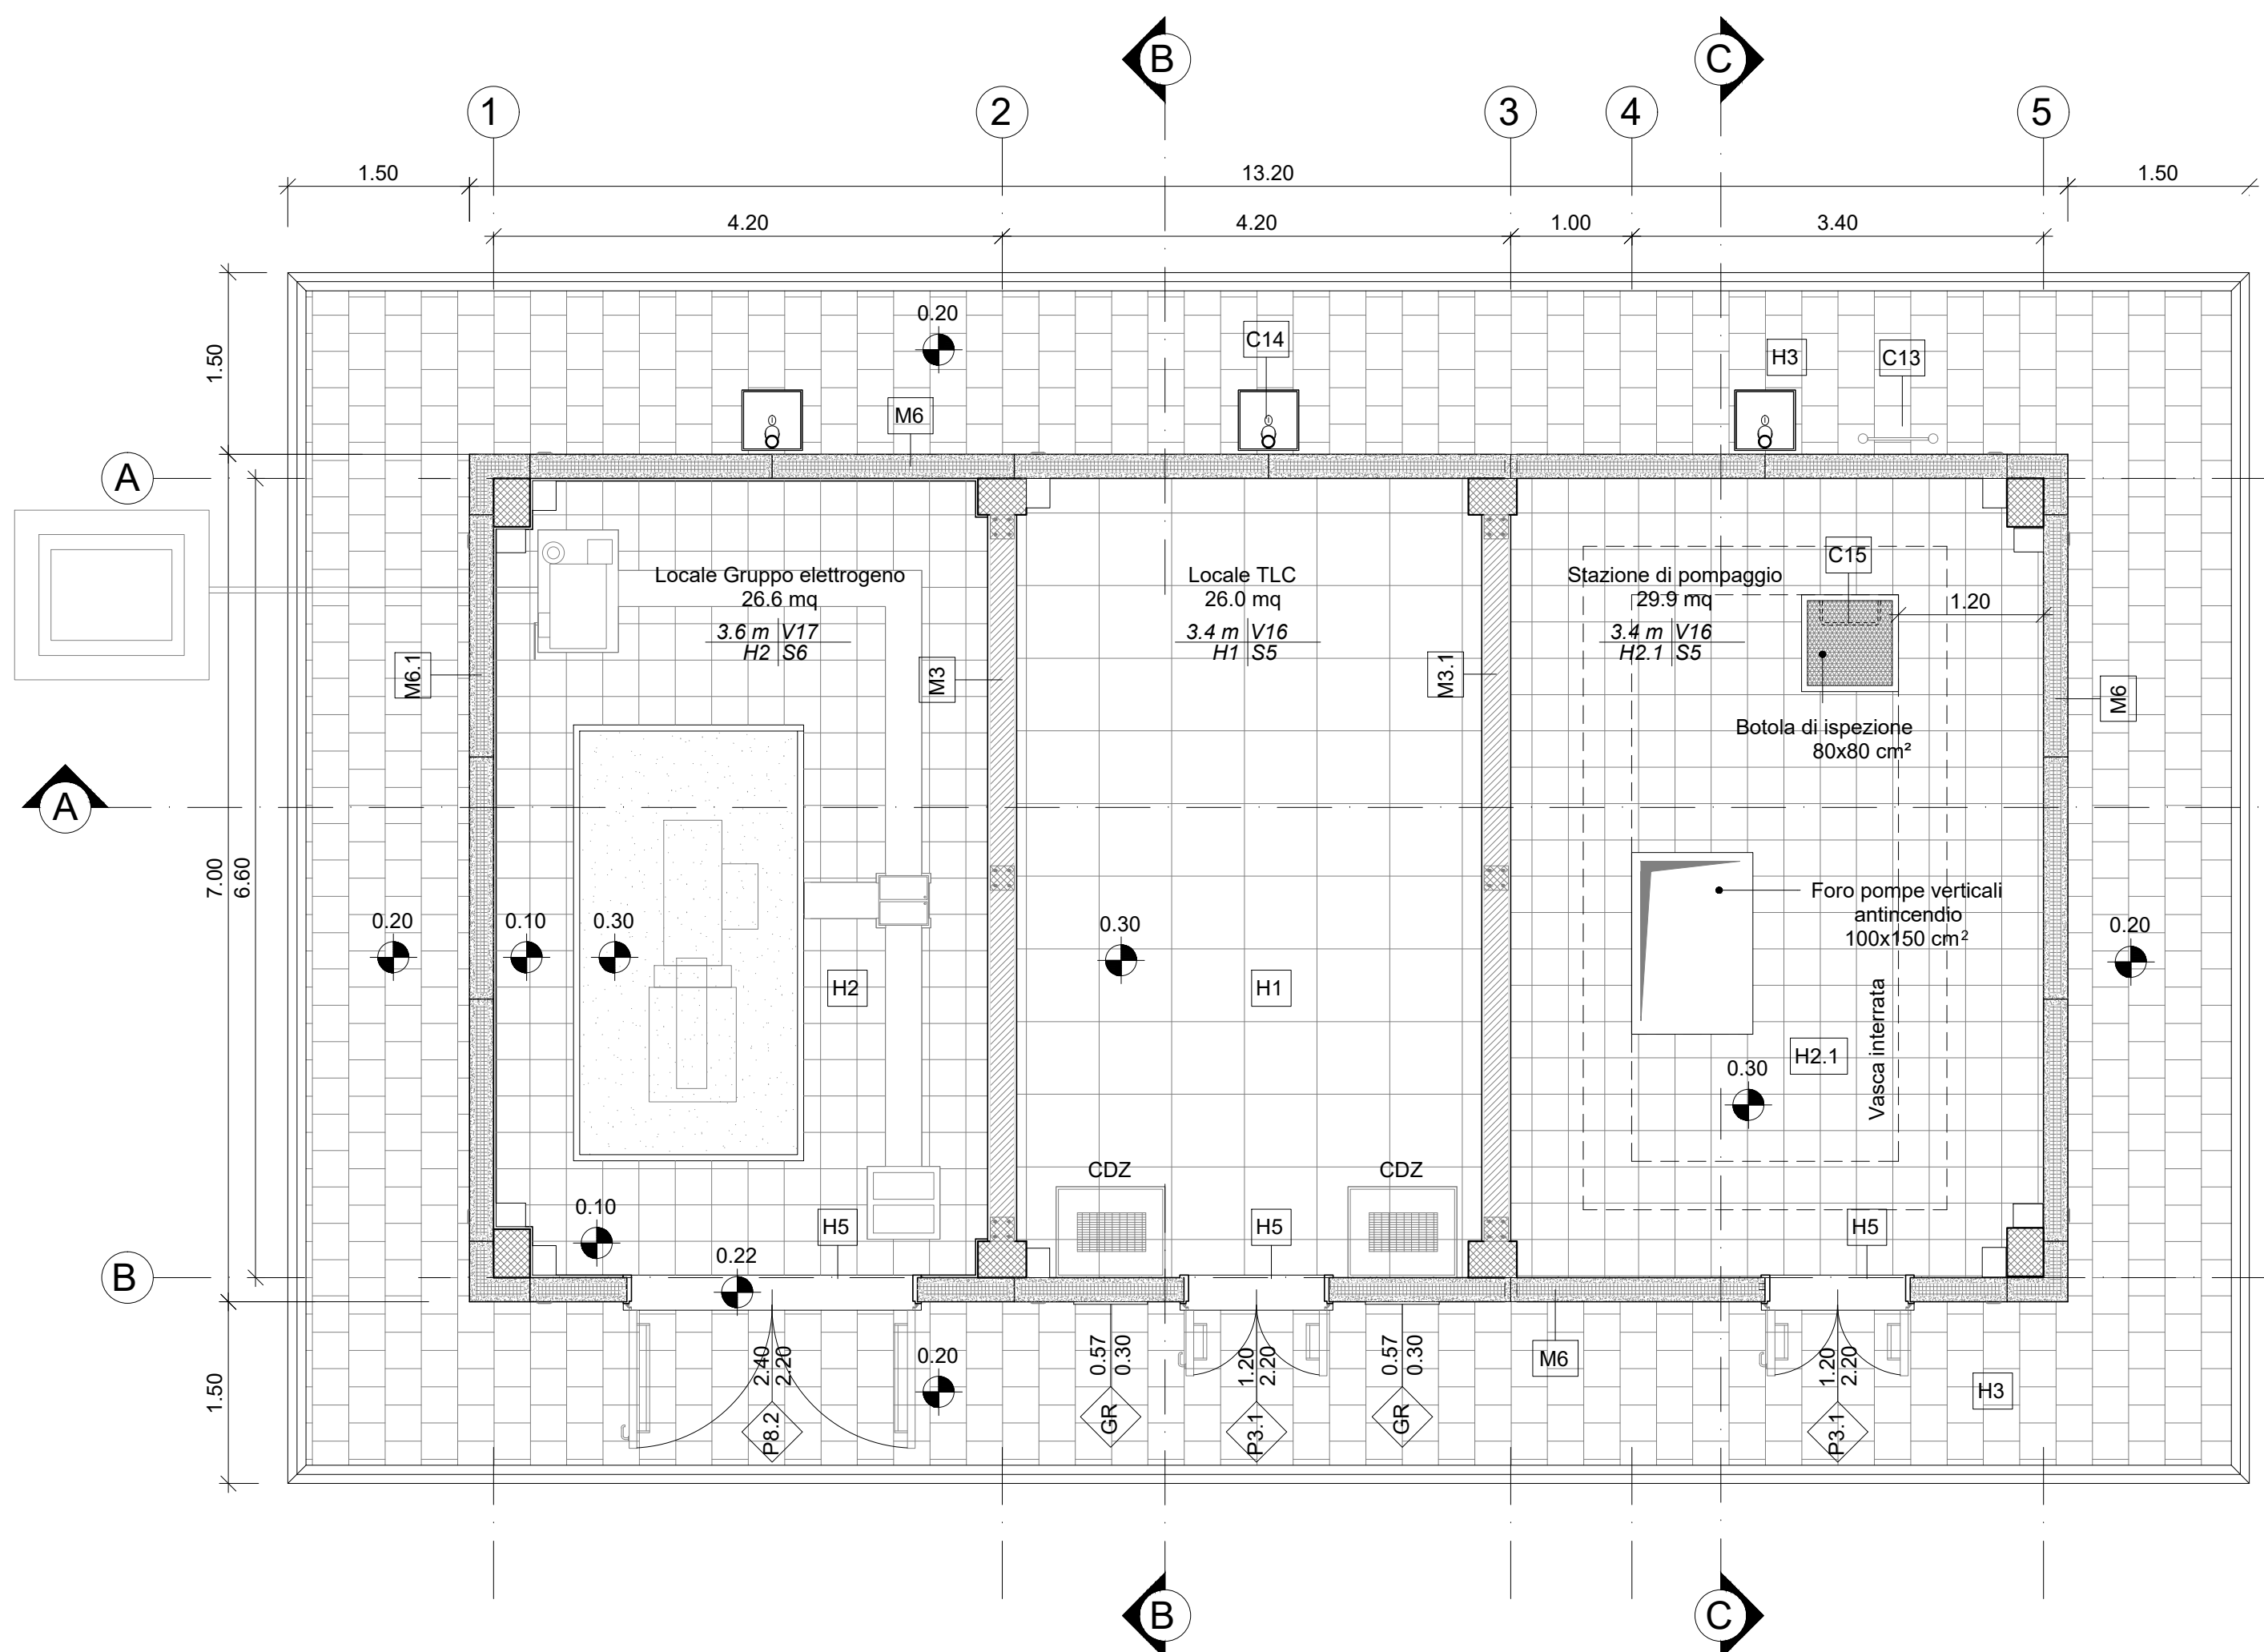 B
C
1
2
3
4
5
1.50
13.20
1.50
4.20
4.20
1.00
3.40
0.20
C14
H3
C13
1.50
M6
A
Locale Gruppo elettrogeno
26.6 mq
3.6 m V17
H2 S6
Locale TLC
26.0 mq
3.4 m V16
H1 S5
Stazione di pompaggio
29.9 mq
3.4 m V16
H2.1 S5
C15
1.20
M6.1
M3
M3.1
M6
Botola di ispezione
80x80 cm²
A
7.00
6.60
Foro pompe verticali
antincendio
100x150 cm²
0.20
0.10
0.30
0.30
0.20
H2
H1
Vasca interrata
H2.1
0.30
CDZ
CDZ
0.10
H5
H5
H5
0.22
B
2.40
2.20
0.20
0.57
0.30
1.20
2.20
0.57
0.30
M6
1.20
2.20
H3
1.50
P8.2
GR
P3.1
GR
P3.1
B
C